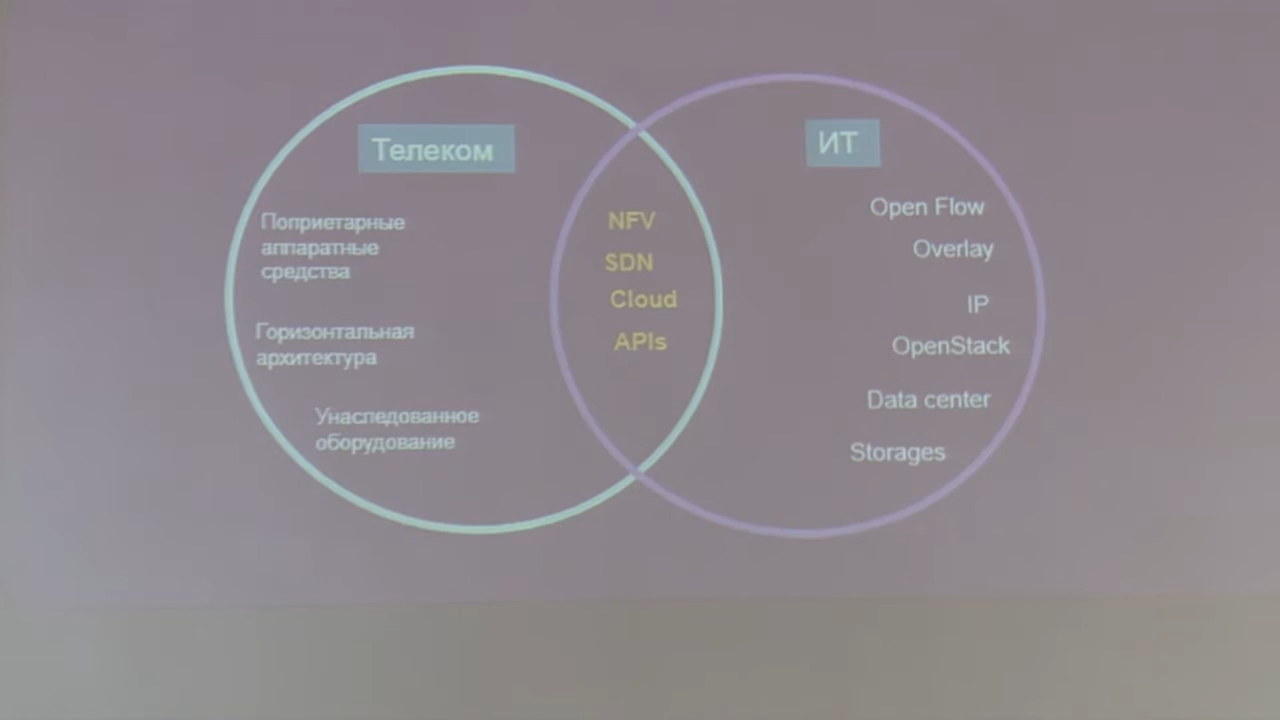 Телеком
Поприетарные
аппаратные
средства
Горизонтальная
архитектура
Унаследованное
оборудование
NFV
SDN
Cloud
APIs
ИТ
Open Flow
Overlay
IP
OpenStack
Data center
Storages